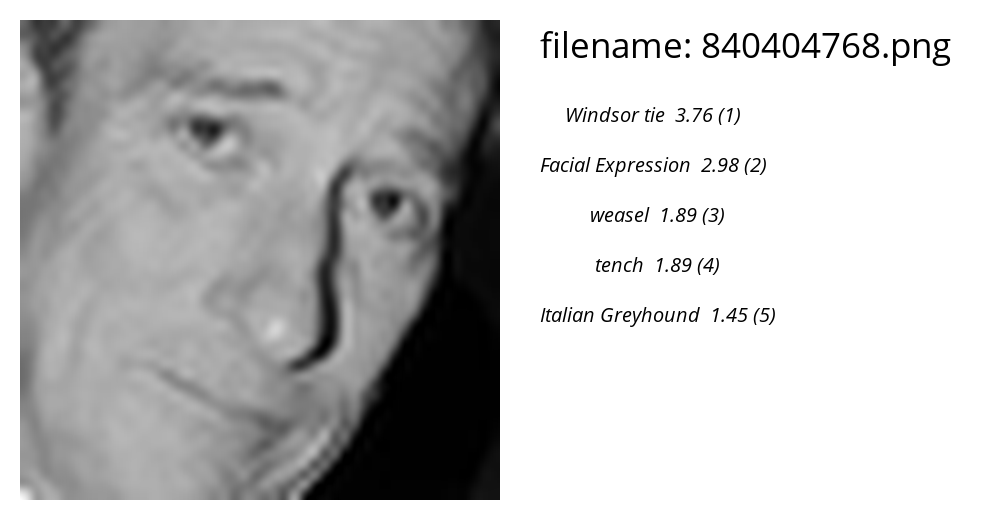 filename: 840404768.png
Windsor tie 3.76 (1)
Facial Expression 2.98 (2)
weasel 1.89 (3)
tench 1.89 (4)
Italian Greyhound 1.45 (5)